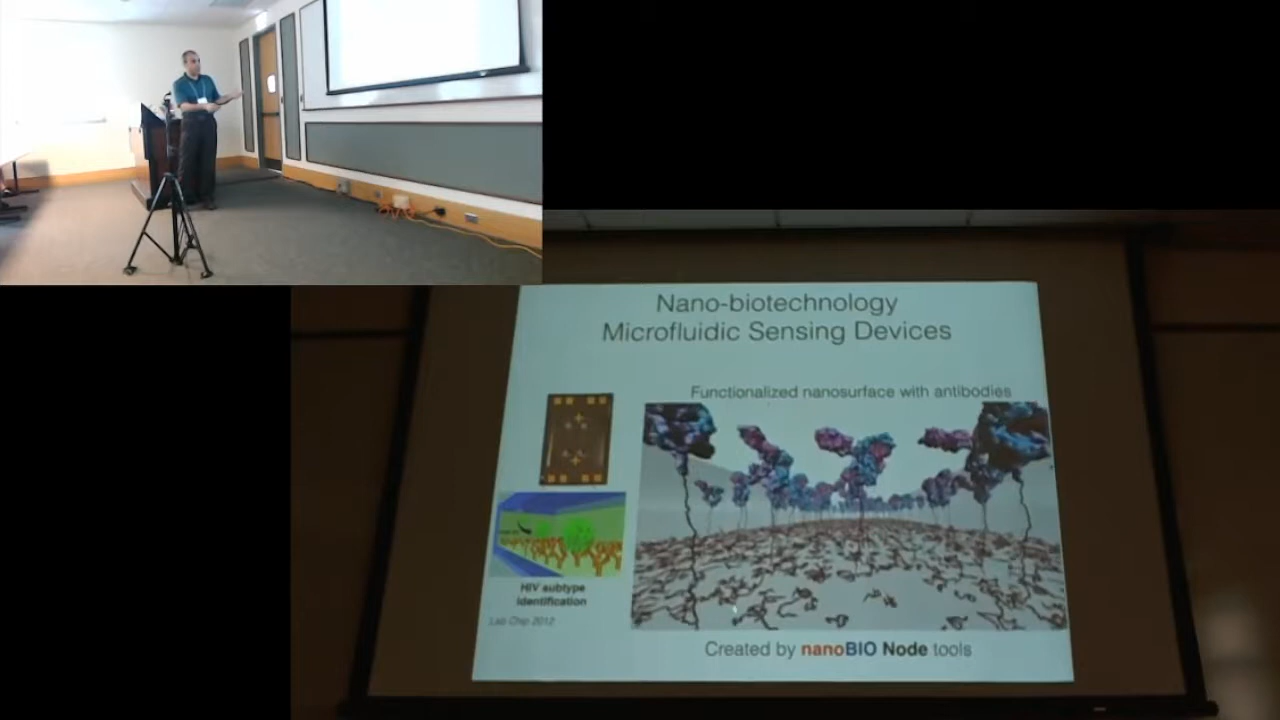 Nano-biotechnology
Microfluidic Sensing Devices
Functionalized nanosurface with antibodies
HIV subtype
identification
Lab Chip 2012
Created by nanoBIO Node tools